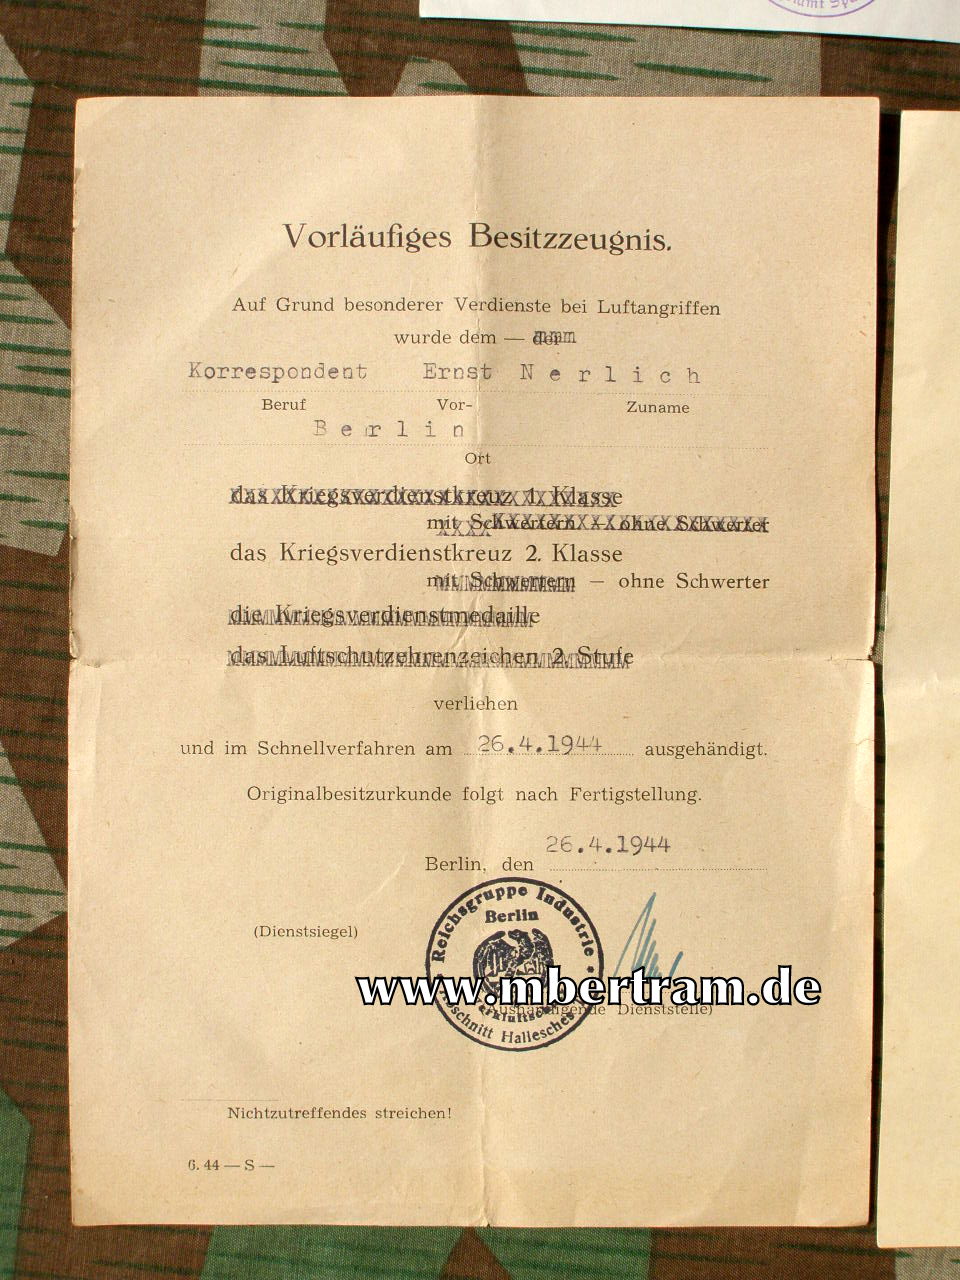 Vorläufiges Besitzzeugnis.
Auf Grund besonderer Verdienste bei Luftangriffen
wurde dem — der
Korrespondent Ernst Nerlich
Beruf Vor- Zuname
Berlin
Ort
das Kriegsverdienstkreuz 1. Klasse
mit Schwertern — ohne Schwerter
das Kriegsverdienstkreuz 2. Klasse
mit Schwertern — ohne Schwerter
die Kriegsverdienstmedaille
das Luftschutzehrenzeichen 2. Stufe
verliehen
und im Schnellverfahren am 26.4.1944 ausgehändigt.
Originalbesitzurkunde folgt nach Fertigstellung.
Berlin, den 26.4.1944
(Dienstsiegel)
Reichsgruppe Industrie
Berlin
www.mbertram.de
Dienststelle)
Abschnitt Hallesches
Nichtzutreffendes streichen!
6. 44 — S —